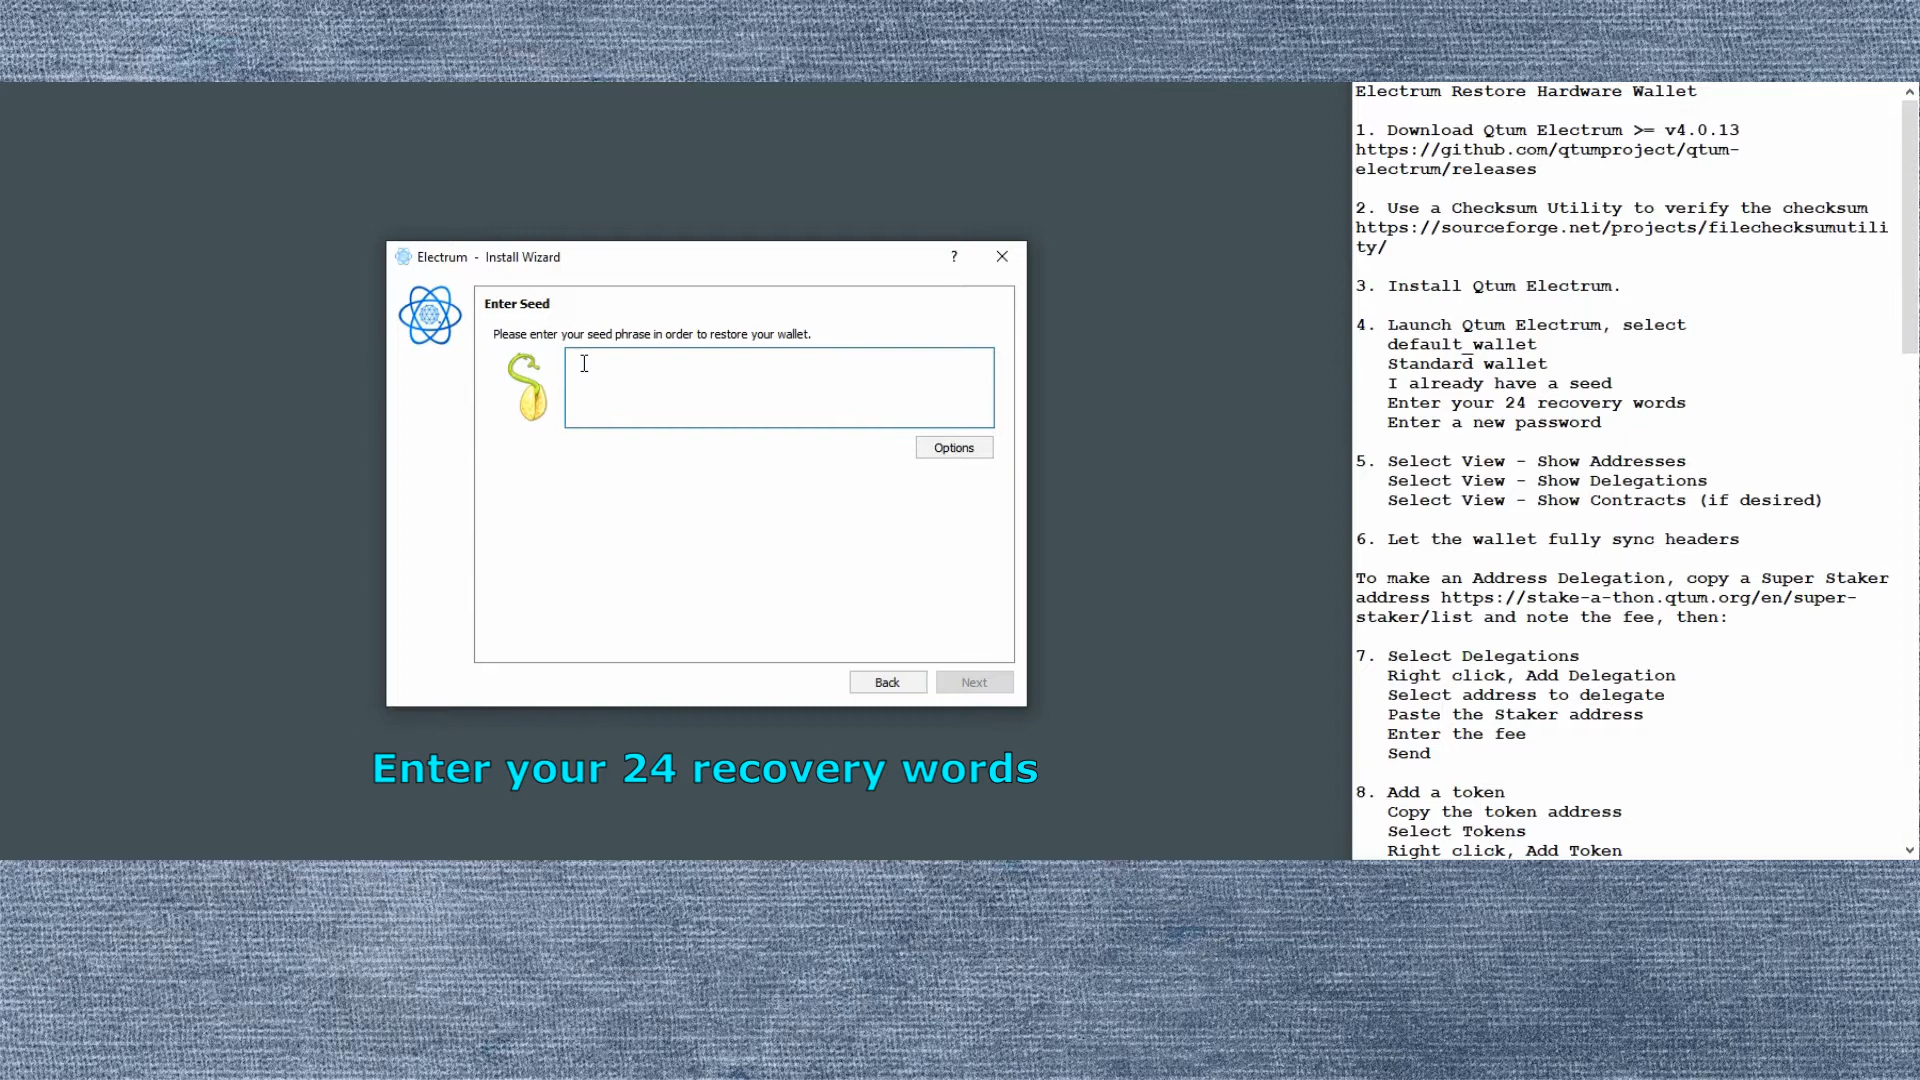 Electrum - Install Wizard
?
Enter Seed
Please enter your seed phrase in order to restore your wallet.
Options
Back
Next
Enter your 24 recovery words
Electrum Restore Hardware Wallet
1. Download Qtum Electrum >= v4.0.13
https://github.com/qtumproject/qtum-
electrum/releases
2. Use a Checksum Utility to verify the checksum
https://sourceforge.net/projects/filechecksumutili
ty/
3. Install Qtum Electrum.
4. Launch Qtum Electrum, select
default_wallet
Standard wallet
I already have a seed
Enter your 24 recovery words
Enter a new password
5. Select View - Show Addresses
Select View - Show Delegations
Select View - Show Contracts (if desired)
6. Let the wallet fully sync headers
To make an Address Delegation, copy a Super Staker
address https://stake-a-thon.qtum.org/en/super-
staker/list and note the fee, then:
7. Select Delegations
Right click, Add Delegation
Select address to delegate
Paste the Staker address
Enter the fee
Send
8. Add a token
Copy the token address
Select Tokens
Right click, Add Token